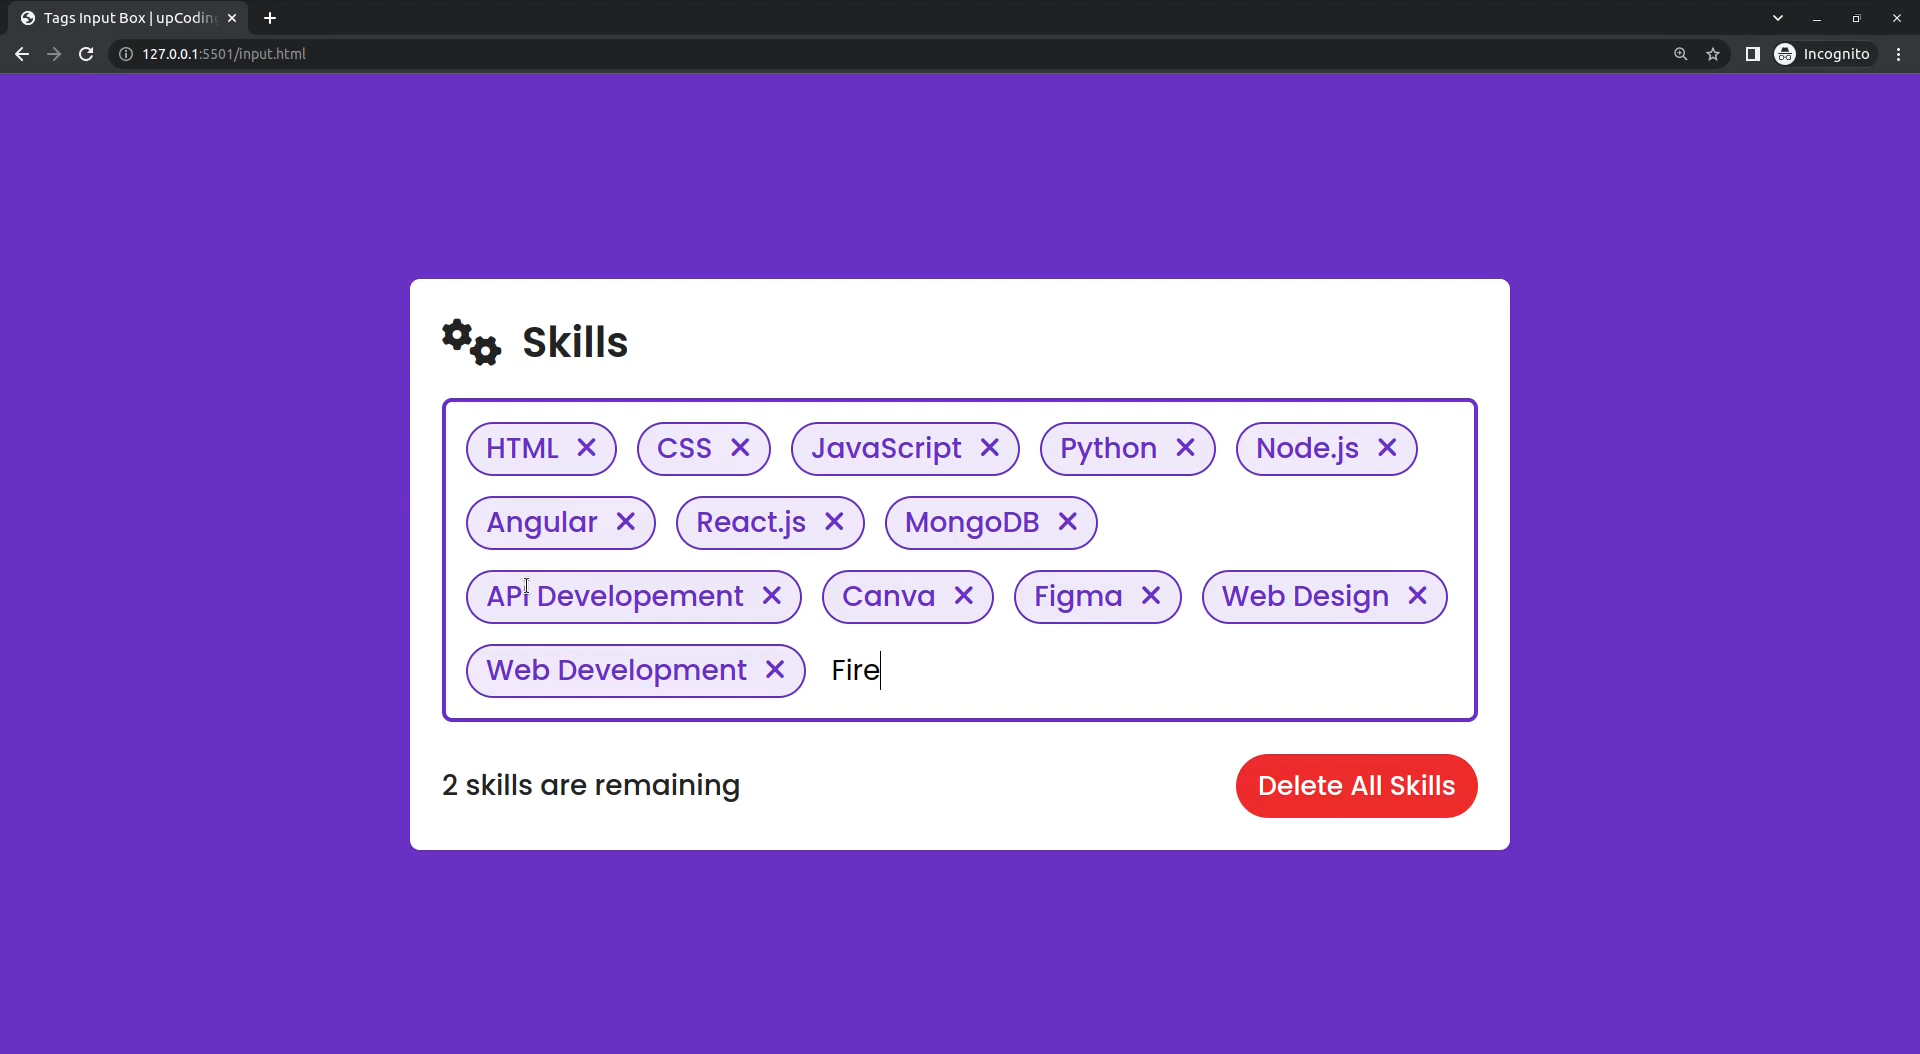 Tags Input Box | upCoding
127.0.0.1:5501/input.html
Incognito
Skills
HTML CSS JavaScript Python Node.js
Angular React.js MongoDB
APi Developement Canva Figma Web Design
Web Development Fire
2 skills are remaining
Delete All Skills